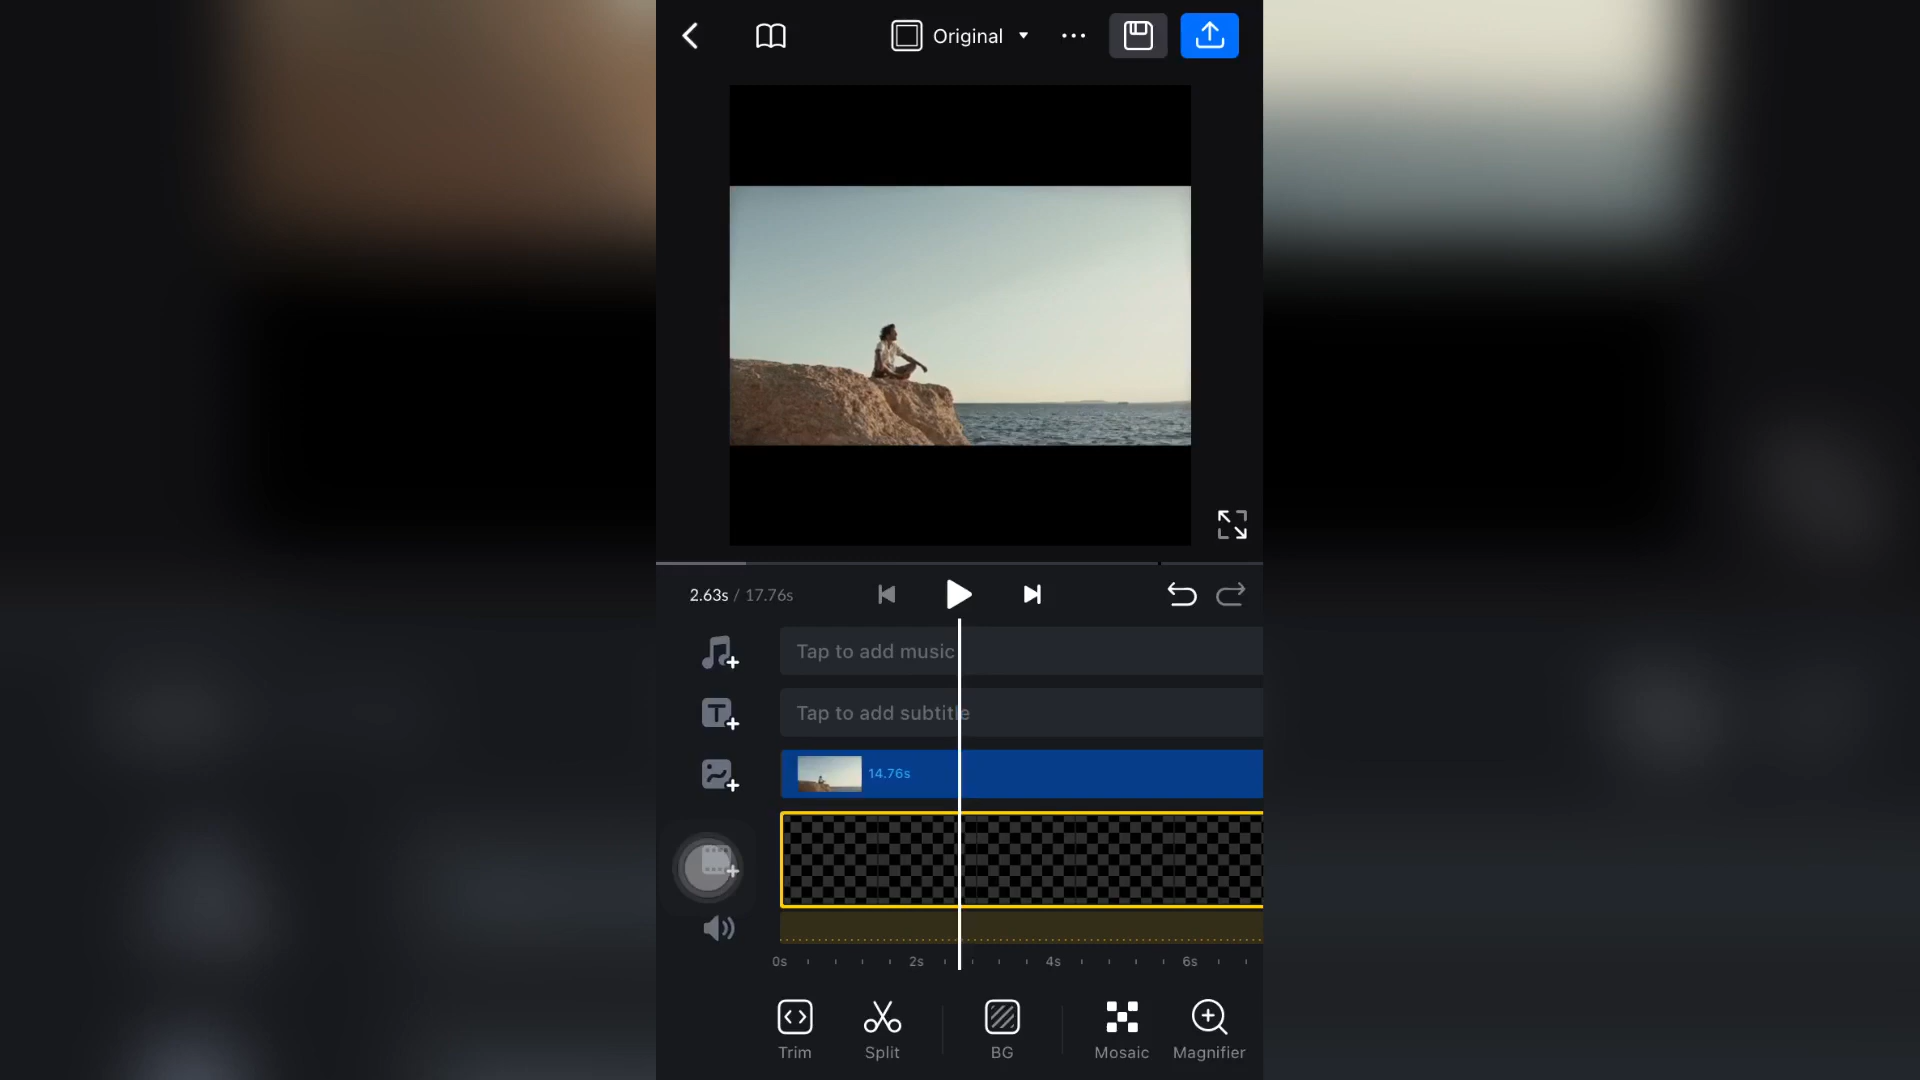 Original
2.63s / 17.76s
Tap to add music
Tap to add subtitle
14.76s
0s 2s 4s 6s
Trim Split BG Mosaic Magnifier